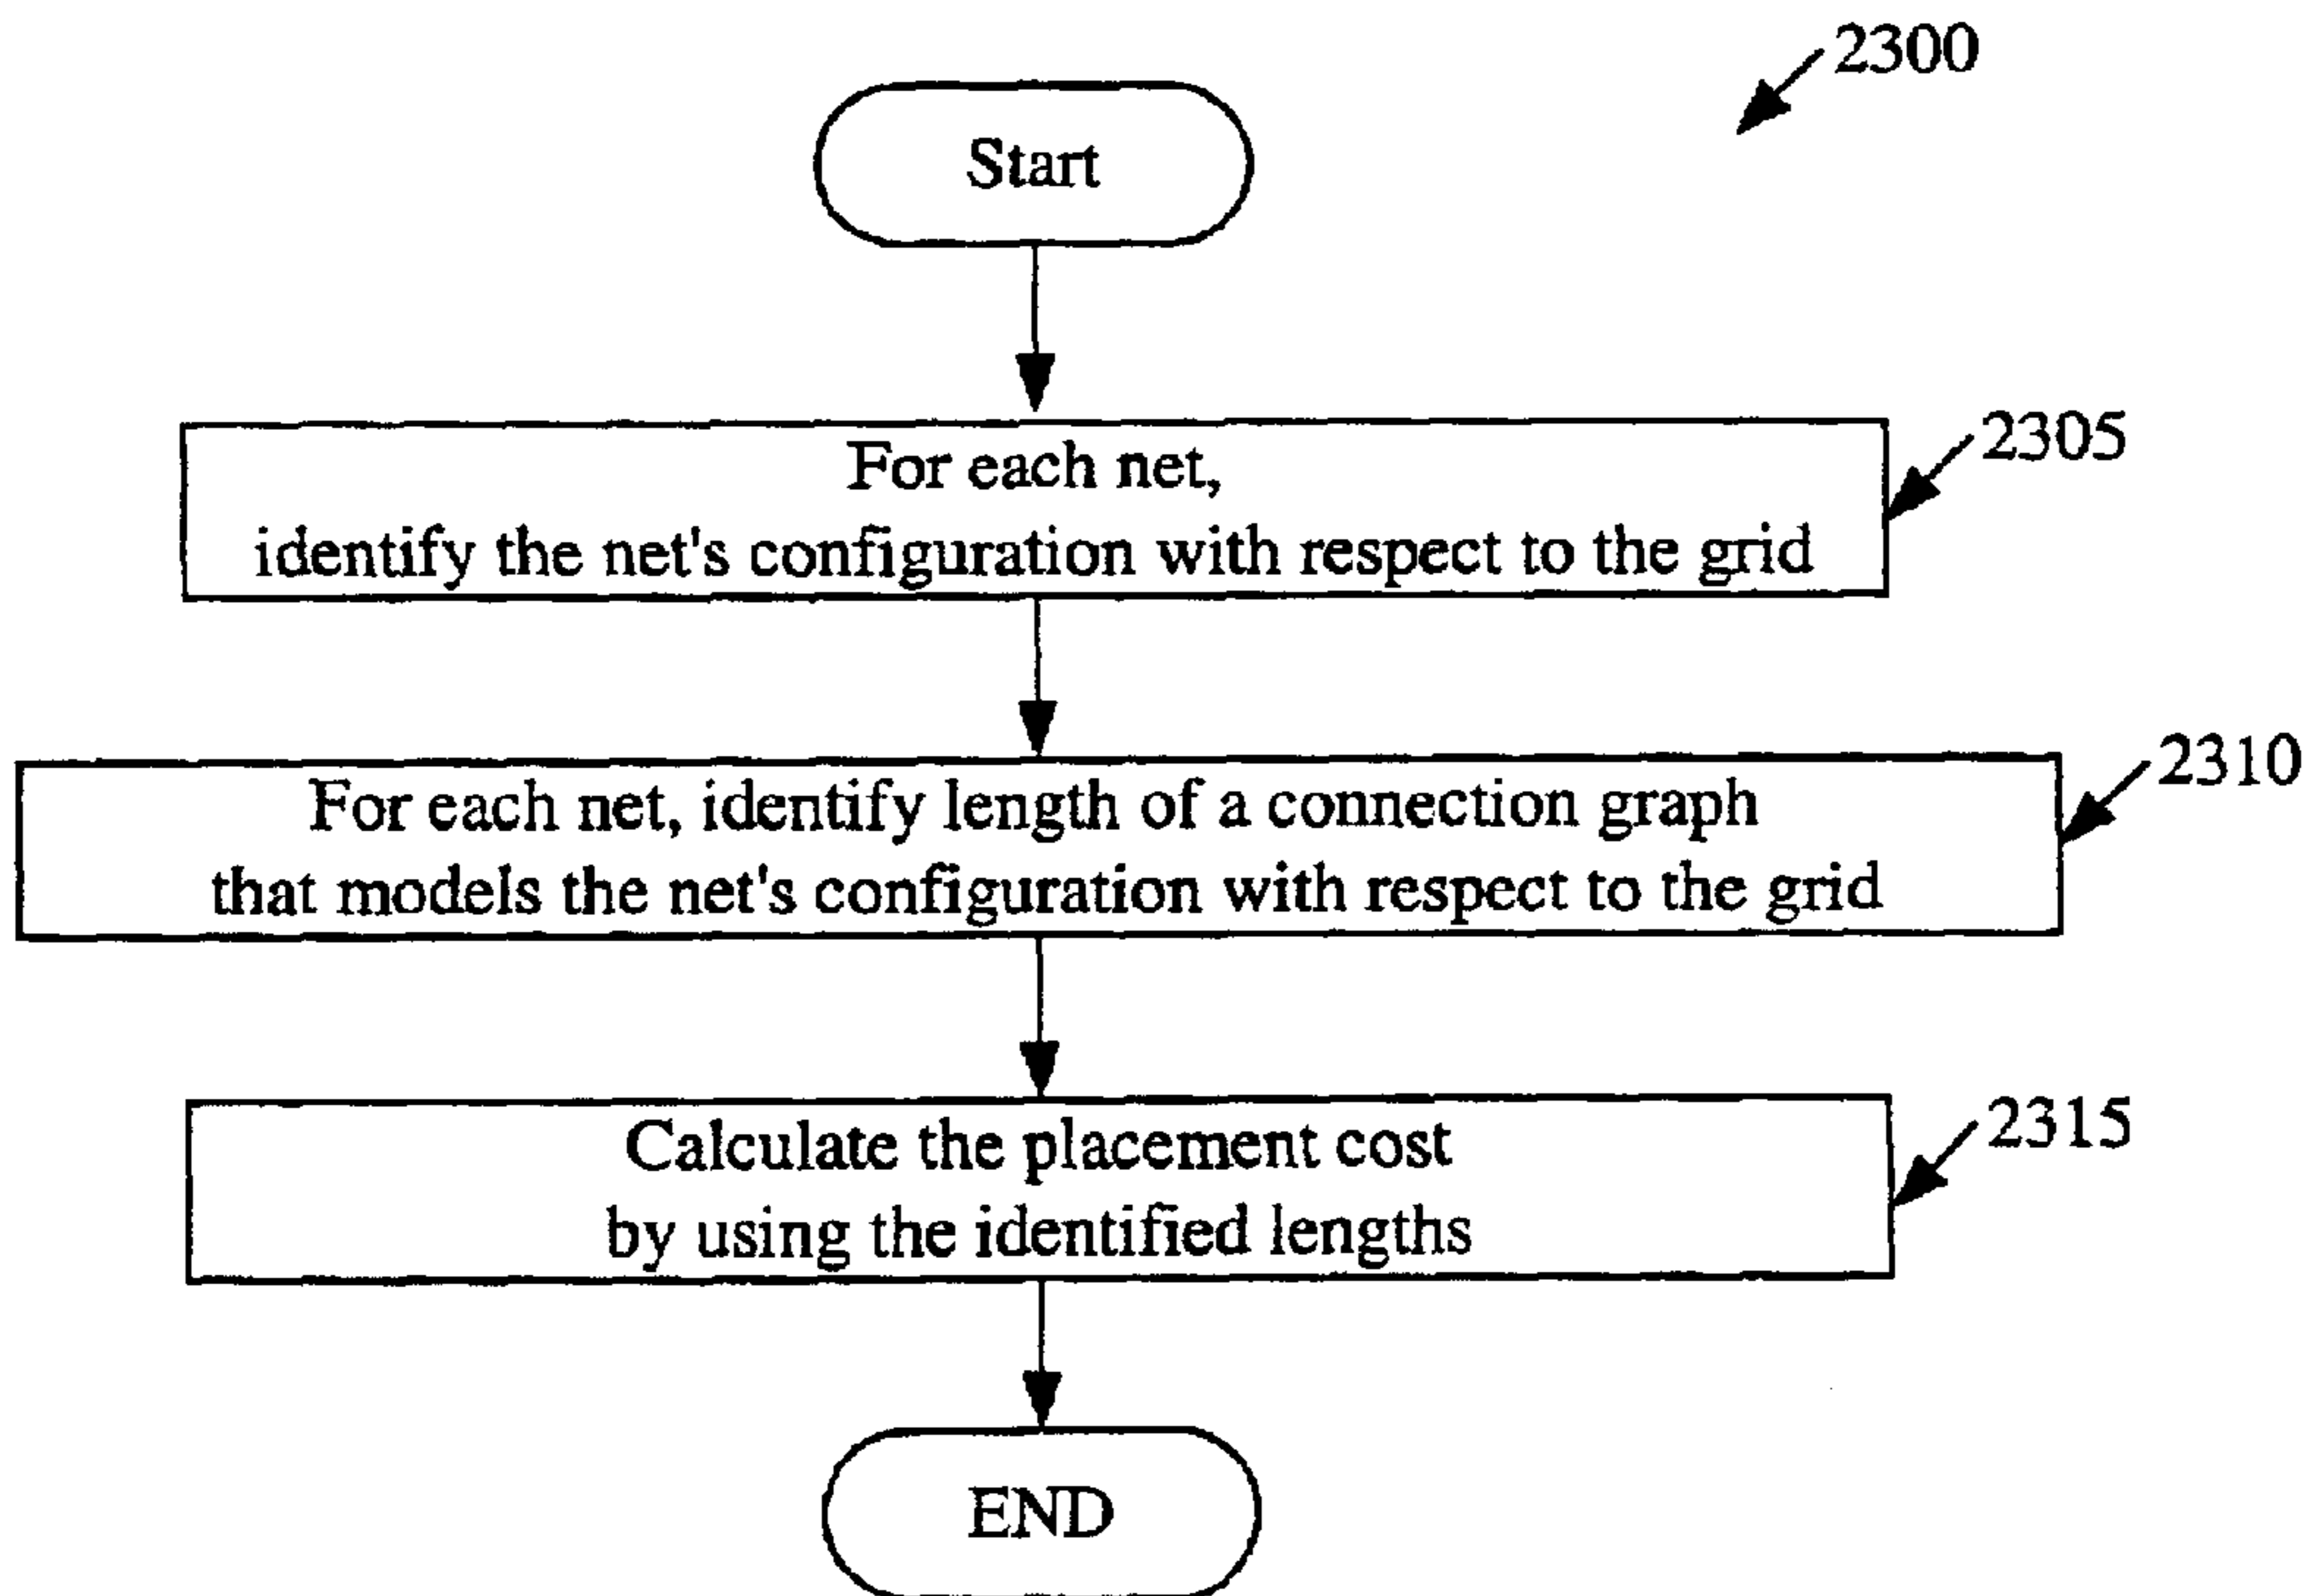 2300
Start
For each net,
identify the net's configuration with respect to the grid
2305
For each net, identify length of a connection graph
that models the net's configuration with respect to the grid
2310
Calculate the placement cost
by using the identified lengths
2315
END